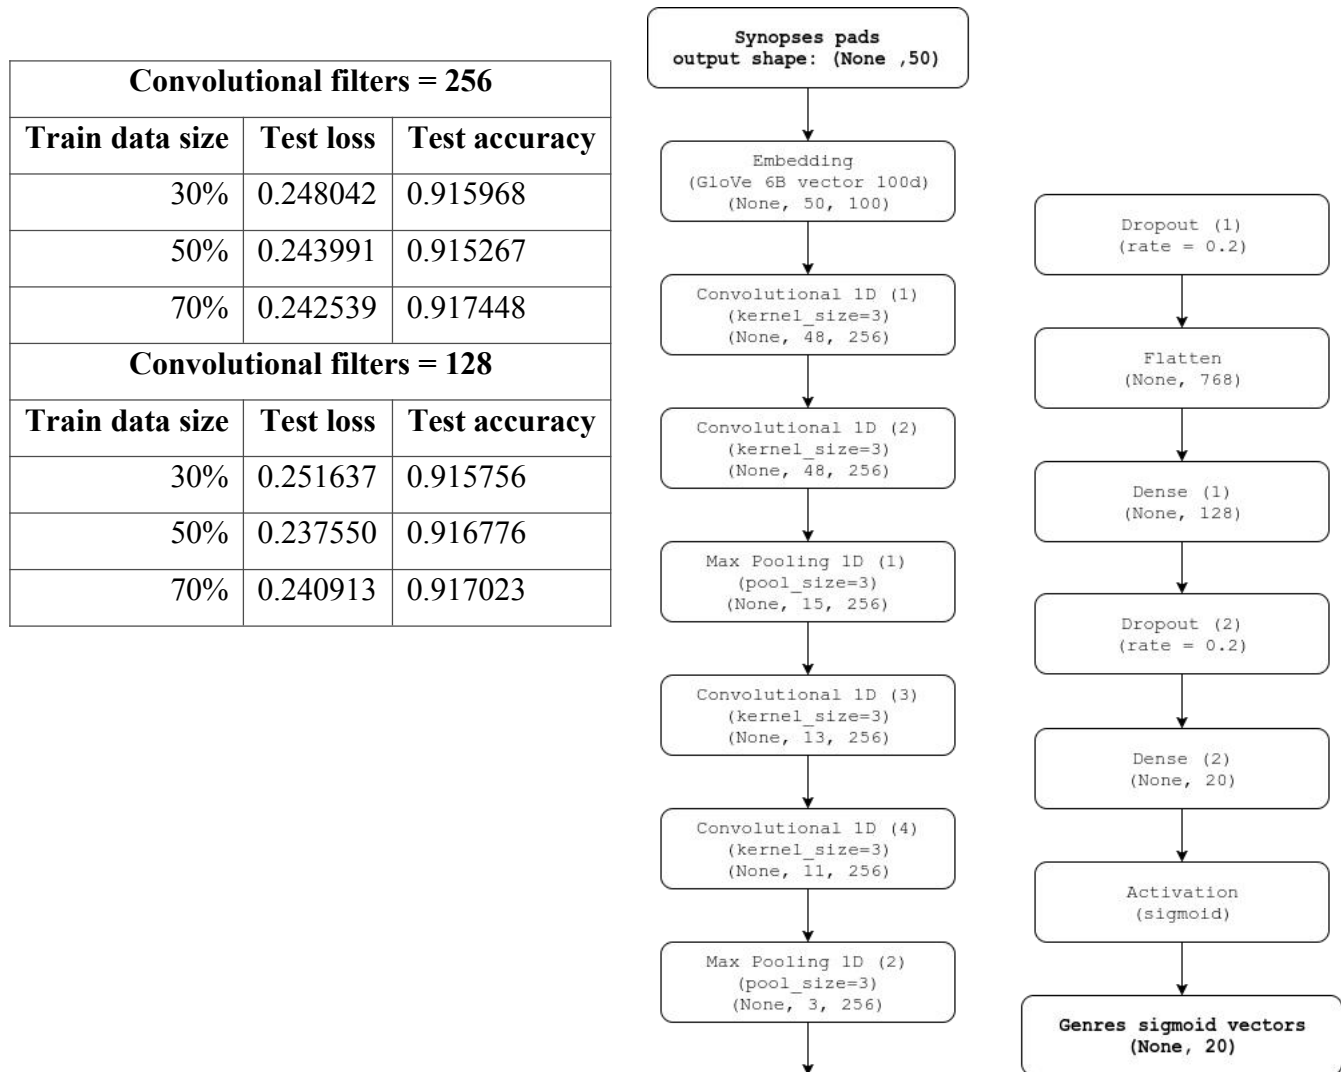 Convolutional filters = 256
Train data size Test loss Test accuracy
30% 0.248042 0.915968
50% 0.243991 0.915267
70% 0.242539 0.917448
Convolutional filters = 128
Train data size Test loss Test accuracy
30% 0.251637 0.915756
50% 0.237550 0.916776
70% 0.240913 0.917023
Synopses pads
output shape: (None ,50)
Embedding
(GloVe 6B vector 100d)
(None, 50, 100)
Convolutional 1D (1)
(kernel_size=3)
(None, 48, 256)
Convolutional 1D (2)
(kernel_size=3)
(None, 48, 256)
Max Pooling 1D (1)
(pool_size=3)
(None, 15, 256)
Convolutional 1D (3)
(kernel_size=3)
(None, 13, 256)
Convolutional 1D (4)
(kernel_size=3)
(None, 11, 256)
Max Pooling 1D (2)
(pool_size=3)
(None, 3, 256)
Dropout (1)
(rate = 0.2)
Flatten
(None, 768)
Dense (1)
(None, 128)
Dropout (2)
(rate = 0.2)
Dense (2)
(None, 20)
Activation
(sigmoid)
Genres sigmoid vectors
(None, 20)